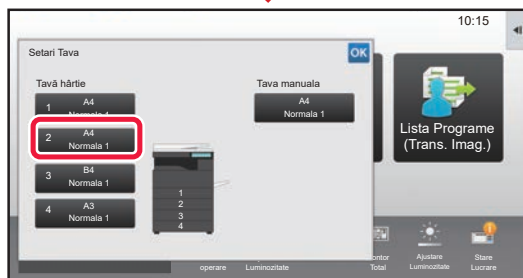 10:15
Setari Tava
OK
Tavă hârtie
Tava manuala
1 A4
Normala 1
A4
Normala 1
2 A4
Normala 1
3 B4
Normala 1
4 A3
Normala 1
1
2
3
4
Lista Programe
(Trans. Imag.)
operare
Luminozitate
Total
Ajustare
Luminozitate
Stare
Lucrare